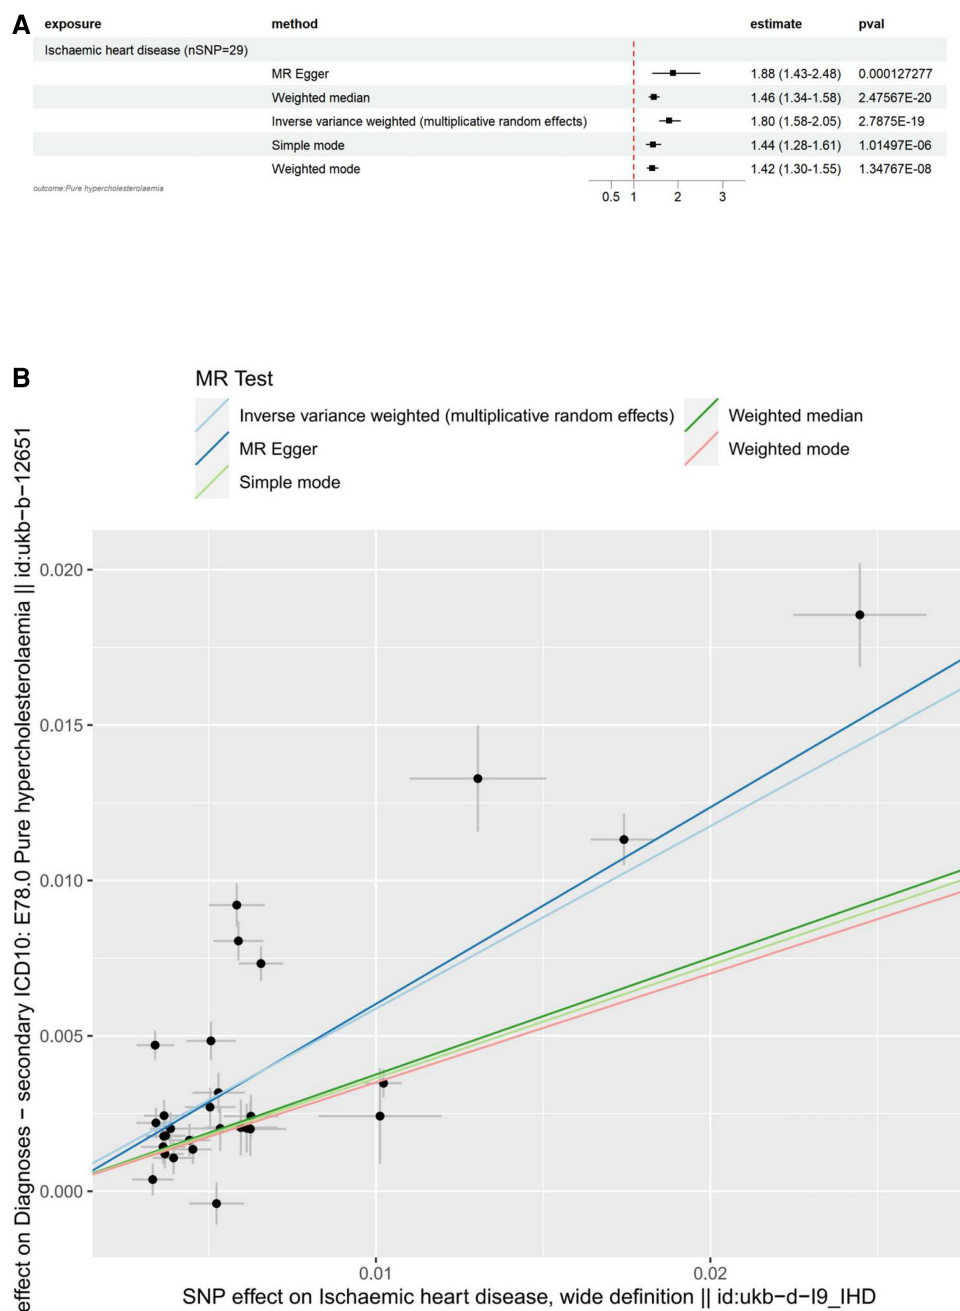 A
exposure method estimate pval
Ischaemic heart disease (nSNP=29)
MR Egger 1.88 (1.43-2.48) 0.000127277
Weighted median 1.46 (1.34-1.58) 2.47567E-20
Inverse variance weighted (multiplicative random effects) 1.80 (1.58-2.05) 2.7875E-19
Simple mode 1.44 (1.28-1.61) 1.01497E-06
Weighted mode 1.42 (1.30-1.55) 1.34767E-08
outcome:Pure hypercholesterolaemia
0.5 1 2 3
B
MR Test
Inverse variance weighted (multiplicative random effects) Weighted median
MR Egger Weighted mode
Simple mode
effect on Diagnoses − secondary ICD10: E78.0 Pure hypercholesterolaemia || id:ukb−b−12651
0.020
0.015
0.010
0.005
0.000
0.01 0.02
SNP effect on Ischaemic heart disease, wide definition || id:ukb−d−I9_IHD